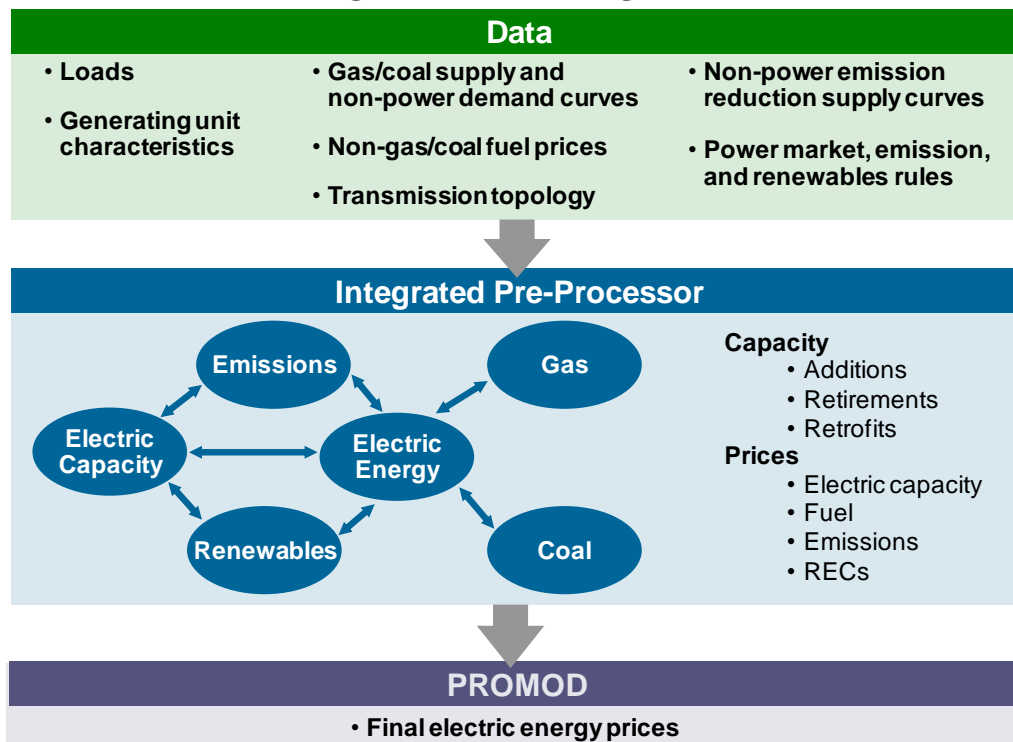 Data
• Loads
• Generating unit
characteristics
• Gas/coal supply and
non-power demand curves
• Non-gas/coal fuel prices
• Transmission topology
• Non-power emission
reduction supply curves
• Power market, emission,
and renewables rules
Integrated Pre-Processor
Emissions
Gas
Electric
Capacity
Electric
Energy
Renewables
Coal
Capacity
• Additions
• Retirements
• Retrofits
Prices
• Electric capacity
• Fuel
• Emissions
• RECs
PROMOD
• Final electric energy prices